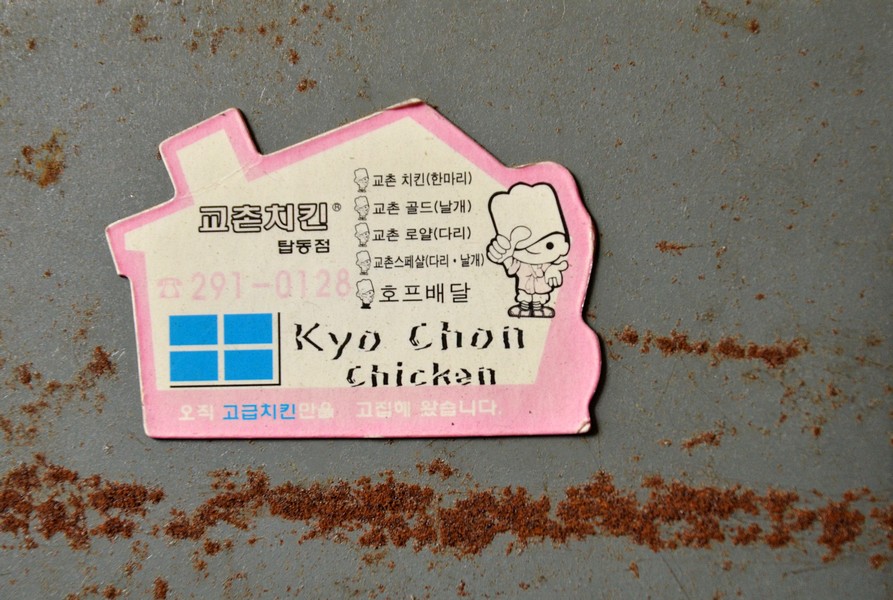 교촌치킨®
탑동점
☎ 291-0128
교촌 치킨(한마리)
교촌 골드(날개)
교촌 로얄(다리)
교촌스페샬(다리·날개)
호프배달
Kyo Chon
Chicken
오직 고급치킨만을 고집해 왔습니다.